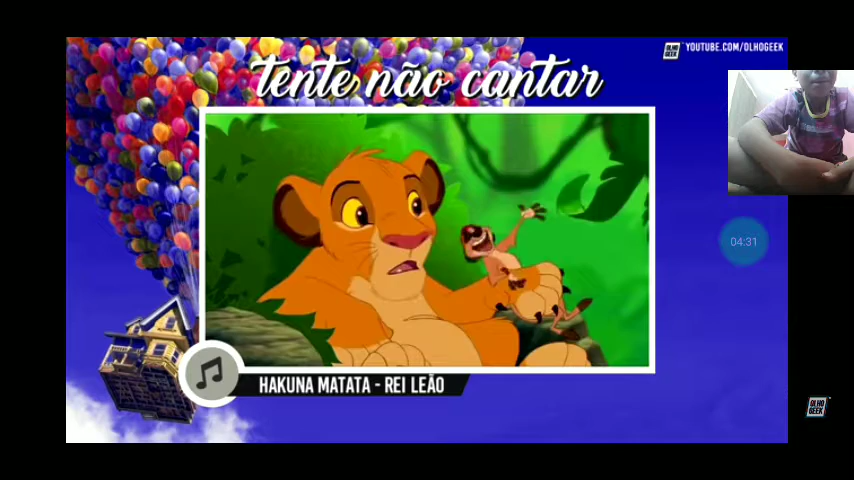 YOUTUBE.COM/OLHOGEEK
tente não cantar
04:31
HAKUNA MATATA - REI LEÃO
OLHO
GEEK